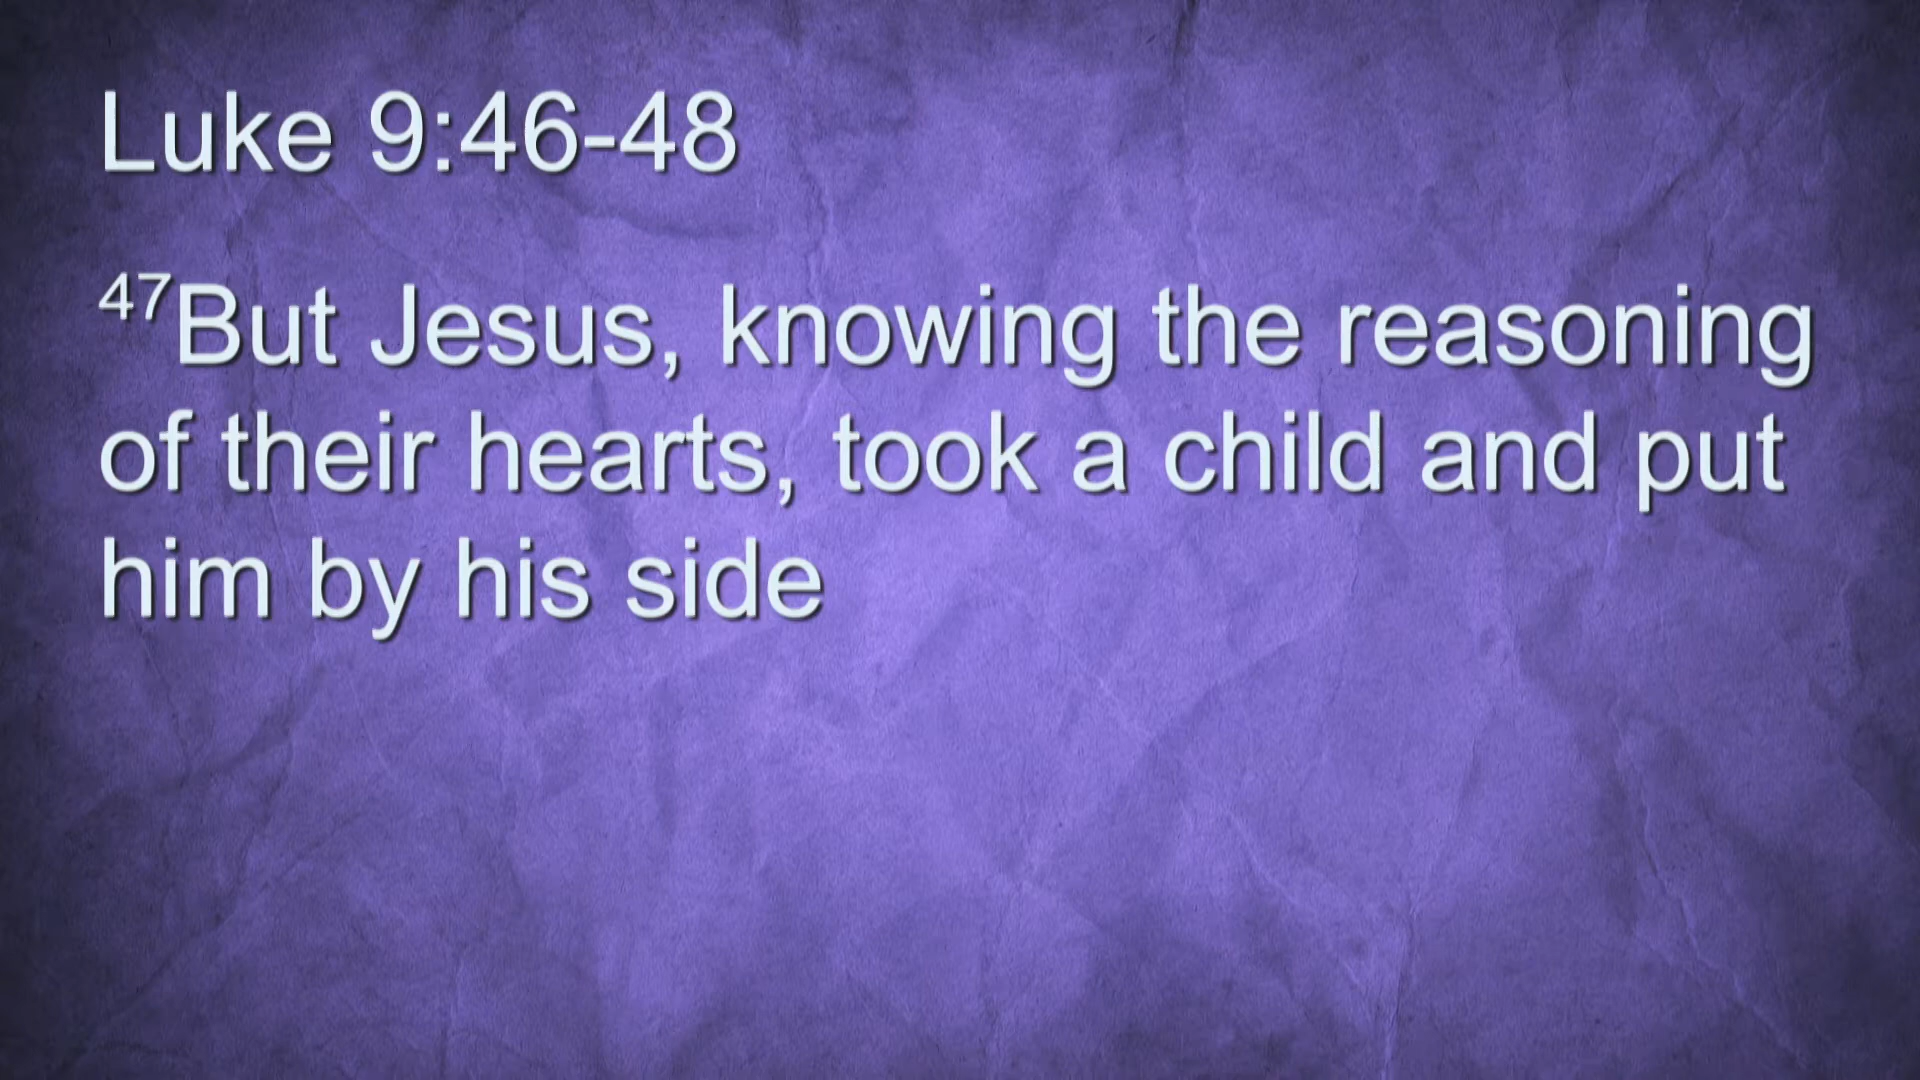 Luke 9:46-48
47But Jesus, knowing the reasoning
of their hearts, took a child and put
him by his side